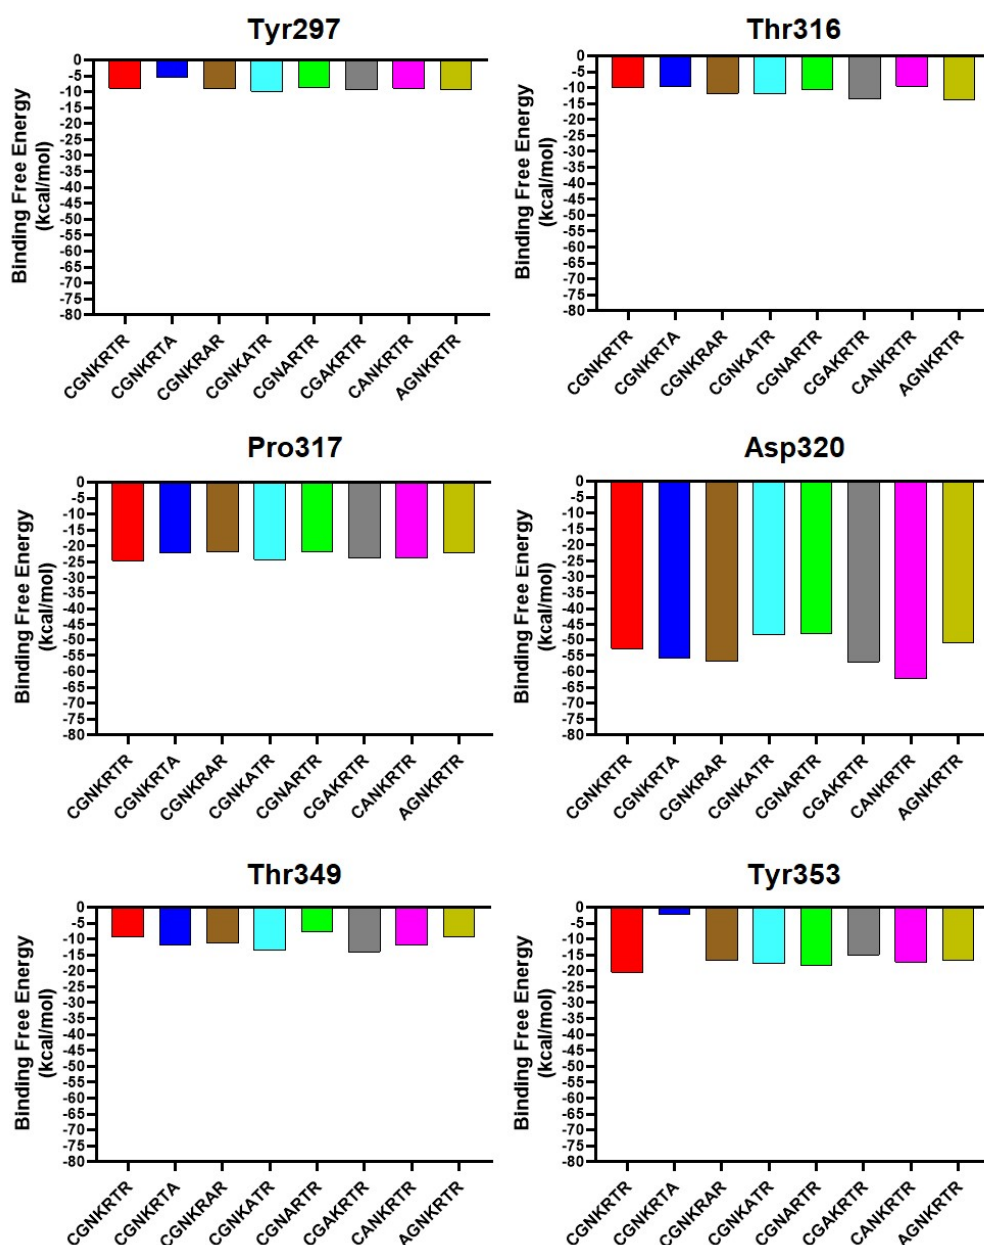 Tyr297
Binding Free Energy
(kcal/mol)
0
-5
-10
-15
-20
-25
-30
-35
-40
-45
-50
-55
-60
-65
-70
-75
-80
CGNKRTR
CGNKRTA
CGNKRAR
CGNKATR
CGNARTR
CGAKRTR
CANKRTR
AGNKRTR
Thr316
Binding Free Energy
(kcal/mol)
0
-5
-10
-15
-20
-25
-30
-35
-40
-45
-50
-55
-60
-65
-70
-75
-80
CGNKRTR
CGNKRTA
CGNKRAR
CGNKATR
CGNARTR
CGAKRTR
CANKRTR
AGNKRTR
Pro317
Binding Free Energy
(kcal/mol)
0
-5
-10
-15
-20
-25
-30
-35
-40
-45
-50
-55
-60
-65
-70
-75
-80
CGNKRTR
CGNKRTA
CGNKRAR
CGNKATR
CGNARTR
CGAKRTR
CANKRTR
AGNKRTR
Asp320
Binding Free Energy
(kcal/mol)
0
-5
-10
-15
-20
-25
-30
-35
-40
-45
-50
-55
-60
-65
-70
-75
-80
CGNKRTR
CGNKRTA
CGNKRAR
CGNKATR
CGNARTR
CGAKRTR
CANKRTR
AGNKRTR
Thr349
Binding Free Energy
(kcal/mol)
0
-5
-10
-15
-20
-25
-30
-35
-40
-45
-50
-55
-60
-65
-70
-75
-80
CGNKRTR
CGNKRTA
CGNKRAR
CGNKATR
CGNARTR
CGAKRTR
CANKRTR
AGNKRTR
Tyr353
Binding Free Energy
(kcal/mol)
0
-5
-10
-15
-20
-25
-30
-35
-40
-45
-50
-55
-60
-65
-70
-75
-80
CGNKRTR
CGNKRTA
CGNKRAR
CGNKATR
CGNARTR
CGAKRTR
CANKRTR
AGNKRTR